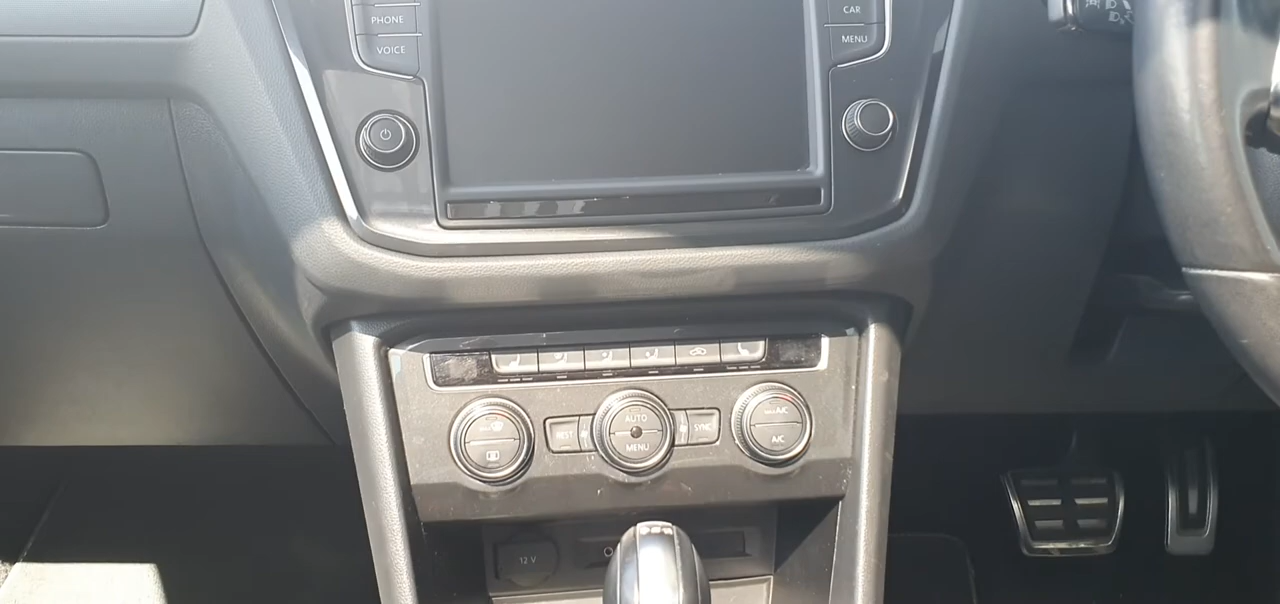 PHONE
VOICE
CAR
MENU
REST
AUTO
MENU
SYNC
A/C
A/C
12 V